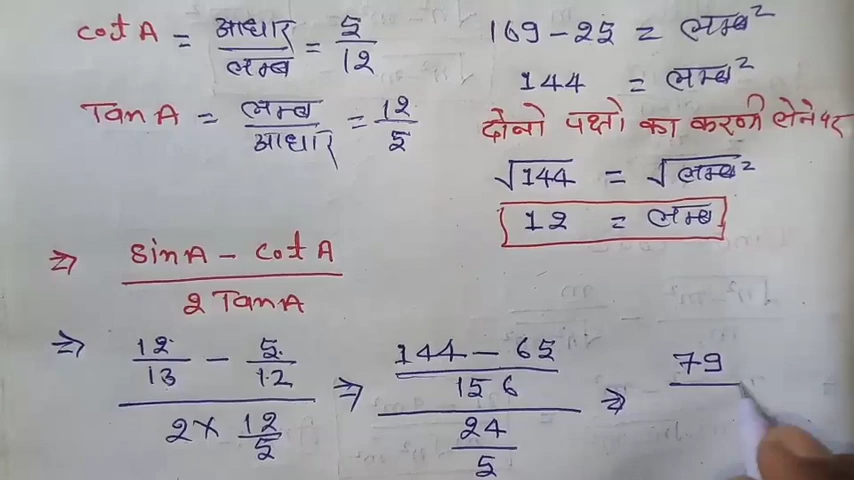 cot A = आधार/लम्ब = 5/12
Tan A = लम्ब/आधार = 12/5
169 - 25 = लम्ब²
144 = लम्ब²
दोनो पक्षो का करणी लेने पर
√144 = √लम्ब²
12 = लम्ब
⇒ (sin A - cot A)/(2 Tan A)
⇒ (12/13 - 5/12)/(2 × 12/5) ⇒ ((144 - 65)/156)/(24/5) ⇒ 79